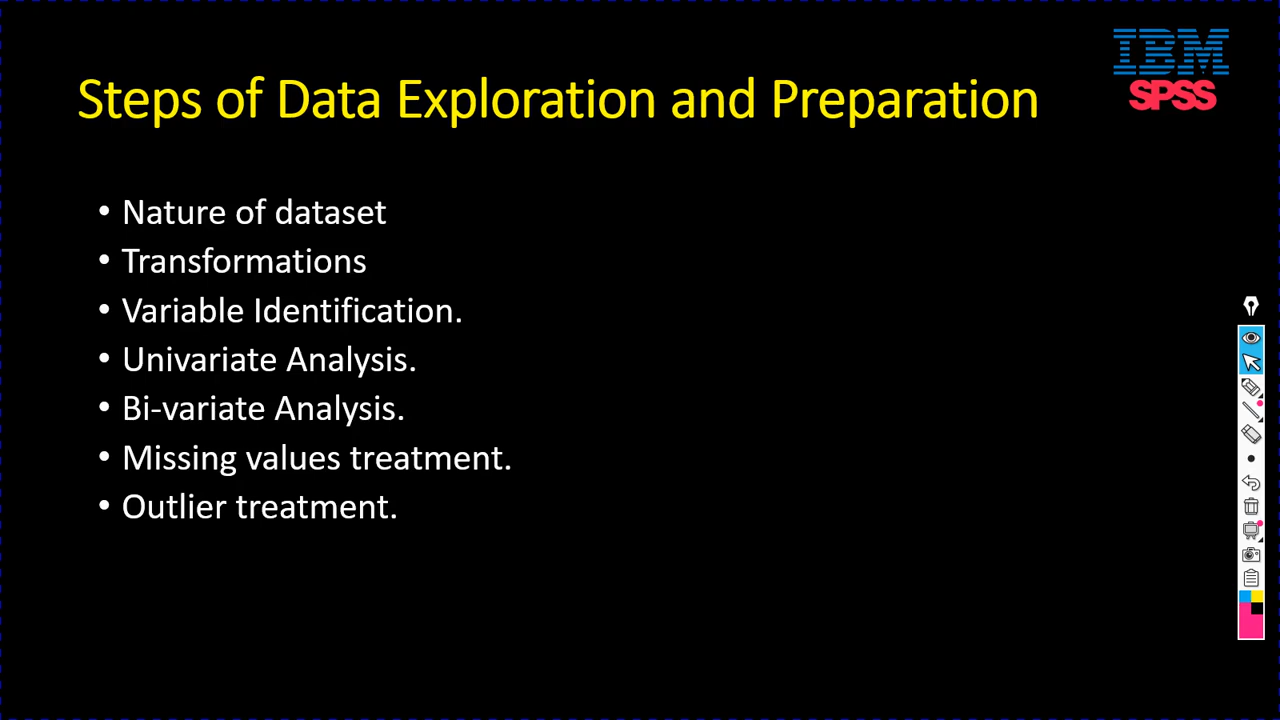 IBM
SPSS
Steps of Data Exploration and Preparation
• Nature of dataset
• Transformations
• Variable Identification.
• Univariate Analysis.
• Bi-variate Analysis.
• Missing values treatment.
• Outlier treatment.